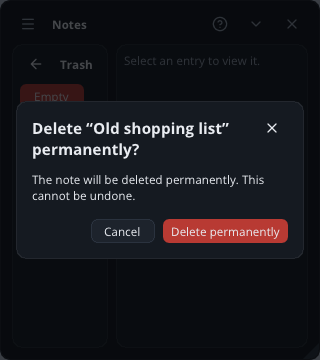 Notes
Trash
Select an entry to view it.
Empty
Delete “Old shopping list”
permanently?
The note will be deleted permanently. This
cannot be undone.
Cancel
Delete permanently